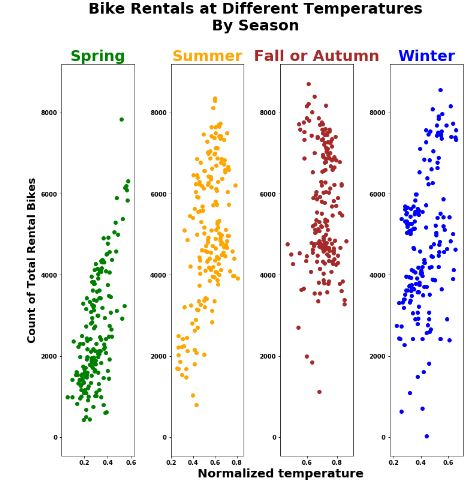 Bike Rentals at Different Temperatures
By Season
Spring
Summer
Fall or Autumn
Winter
Count of Total Rental Bikes
8000
6000
4000
2000
0
8000
6000
4000
2000
0
8000
6000
4000
2000
0
8000
6000
4000
2000
0
0.2 0.4 0.6
0.2 0.4 0.6 0.8
0.6 0.8
0.2 0.4 0.6
Normalized temperature